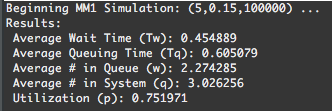 Beginning MM1 Simulation: (5,0.15,100000) ...
Results:
Average Wait Time (Tw): 0.454889
Average Queuing Time (Tq): 0.605079
Average # in Queue (w): 2.274285
Average # in System (q): 3.026256
Utilization (p): 0.751971